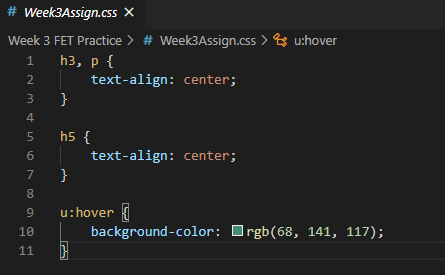 # Week3Assign.css ×
Week 3 FET Practice > # Week3Assign.css > u:hover
1 h3, p {
2 text-align: center;
3 }
4
5 h5 {
6 text-align: center;
7 }
8
9 u:hover {
10 background-color: rgb(68, 141, 117);
11 }